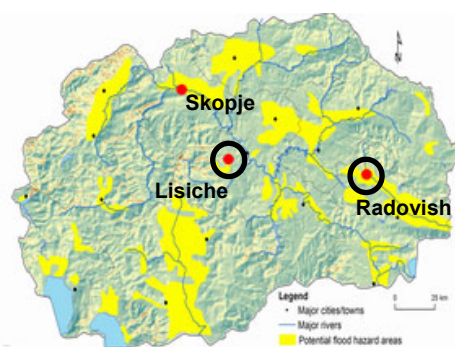 N
Skopje
Lisiche
Radovish
Legend
• Major cities/towns
Major rivers
Potential flood hazard areas
0 25 km